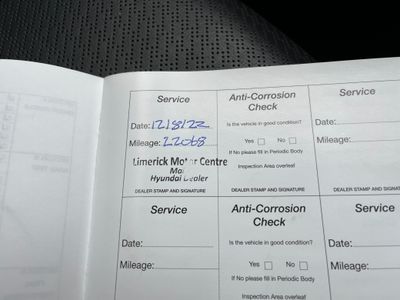 Service
Date: 12/8/22
Mileage: 22068
Limerick Motor Centre
Hyundai Dealer
DEALER STAMP AND SIGNATURE
Anti-Corrosion
Check
Is the vehicle in good condition?
Yes No
If No please fill in Periodic Body
Inspection Area overleaf
DEALER STAMP AND SIGNATURE
Service
Date:
Mileage:
DEALER STAMP AND SIGNAT
Service
Date:
Mileage:
Anti-Corrosion
Check
Is the vehicle in good condition?
Yes No
If No please fill in Periodic Body
Inspection Area overleaf
Service
Date:
Mileage: